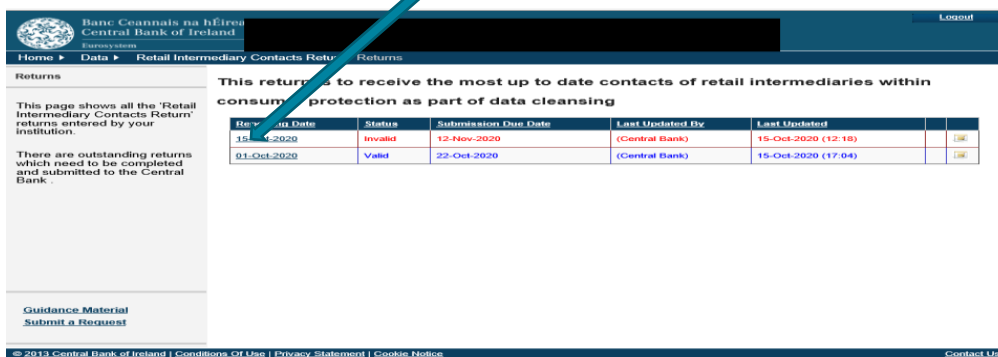 Logout
Banc Ceannais na hÉirea
Central Bank of Ireland
Eurosystem
Home ▶ Data ▶ Retail Intermediary Contacts Return Returns
Returns
This page shows all the 'Retail
Intermediary Contacts Return'
returns entered by your
institution.
There are outstanding returns
which need to be completed
and submitted to the Central
Bank .
Guidance Material
Submit a Request
This return to receive the most up to date contacts of retail intermediaries within
protection as part of data cleansing
Date Status Submission Due Date Last Updated By Last Updated
-2020 Invalid 12-Nov-2020 (Central Bank) 15-Oct-2020 (12:18)
01-Oct-2020 Valid 22-Oct-2020 (Central Bank) 15-Oct-2020 (17:04)
© 2013 Central Bank of Ireland | Conditions Of Use | Privacy Statement | Cookie Notice
Contact Us